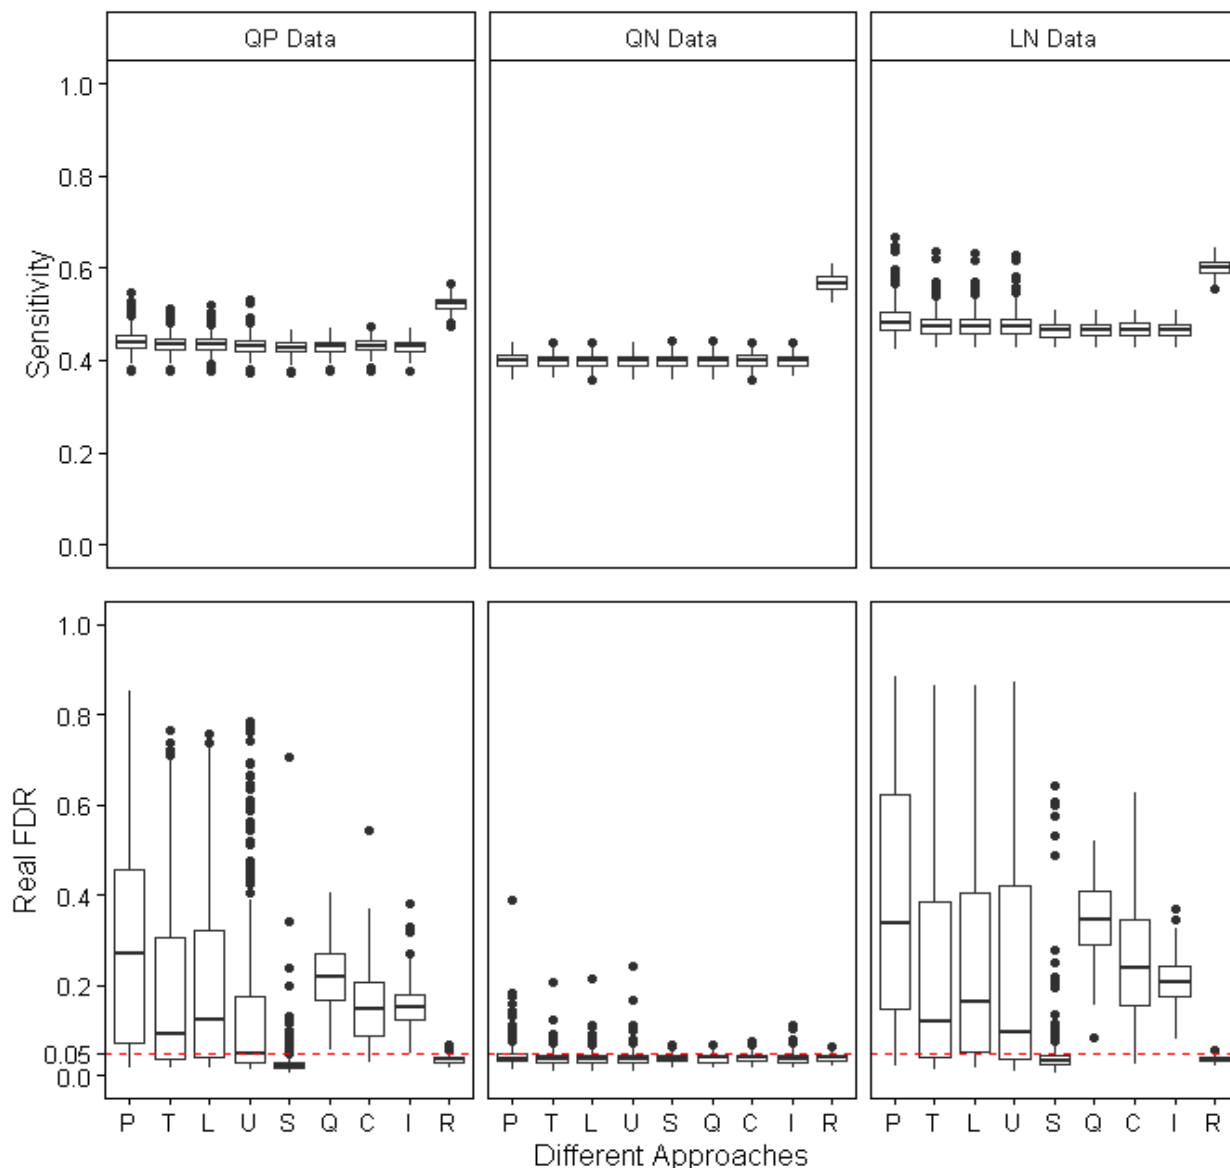 QP Data QN Data LN Data
Sensitivity
1.0
0.8
0.6
0.4
0.2
0.0
Real FDR
1.0
0.8
0.6
0.4
0.2
0.05
0.0
P T L U S Q C I R P T L U S Q C I R P T L U S Q C I R
Different Approaches